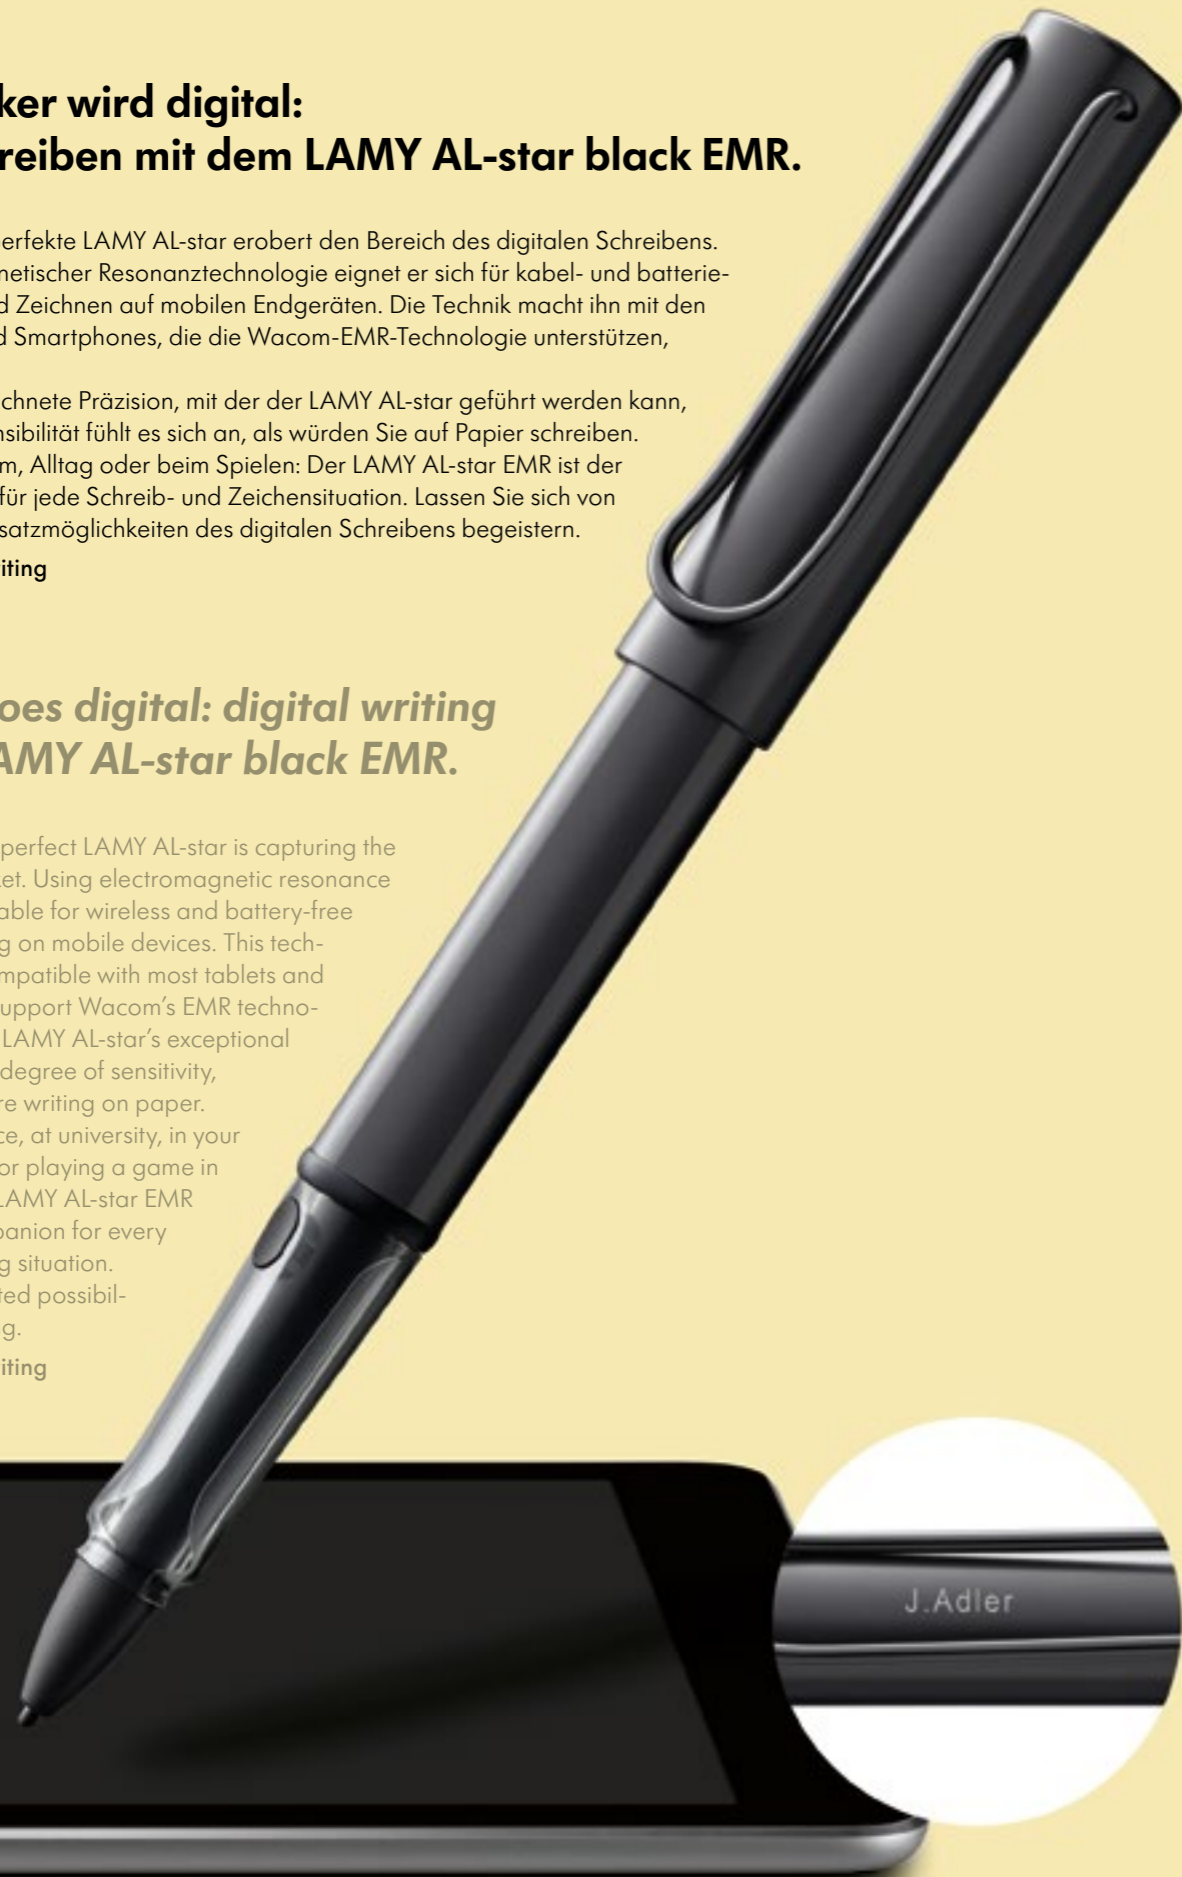 ker wird digital:
reiben mit dem LAMY AL-star black EMR.
erfekte LAMY AL-star erobert den Bereich des digitalen Schreibens.
netischer Resonanztechnologie eignet er sich für kabel- und batterie-
d Zeichnen auf mobilen Endgeräten. Die Technik macht ihn mit den
d Smartphones, die die Wacom-EMR-Technologie unterstützen,
chnete Präzision, mit der der LAMY AL-star geführt werden kann,
nsibilität fühlt es sich an, als würden Sie auf Papier schreiben.
m, Alltag oder beim Spielen: Der LAMY AL-star EMR ist der
für jede Schreib- und Zeichensituation. Lassen Sie sich von
satzmöglichkeiten des digitalen Schreibens begeistern.
iting
oes digital: digital writing
AMY AL-star black EMR.
perfect LAMY AL-star is capturing the
et. Using electromagnetic resonance
able for wireless and battery-free
g on mobile devices. This tech-
mpatible with most tablets and
upport Wacom's EMR techno-
LAMY AL-star's exceptional
degree of sensitivity,
re writing on paper.
ce, at university, in your
or playing a game in
LAMY AL-star EMR
panion for every
g situation.
ted possibil-
g.
iting
J.Adler